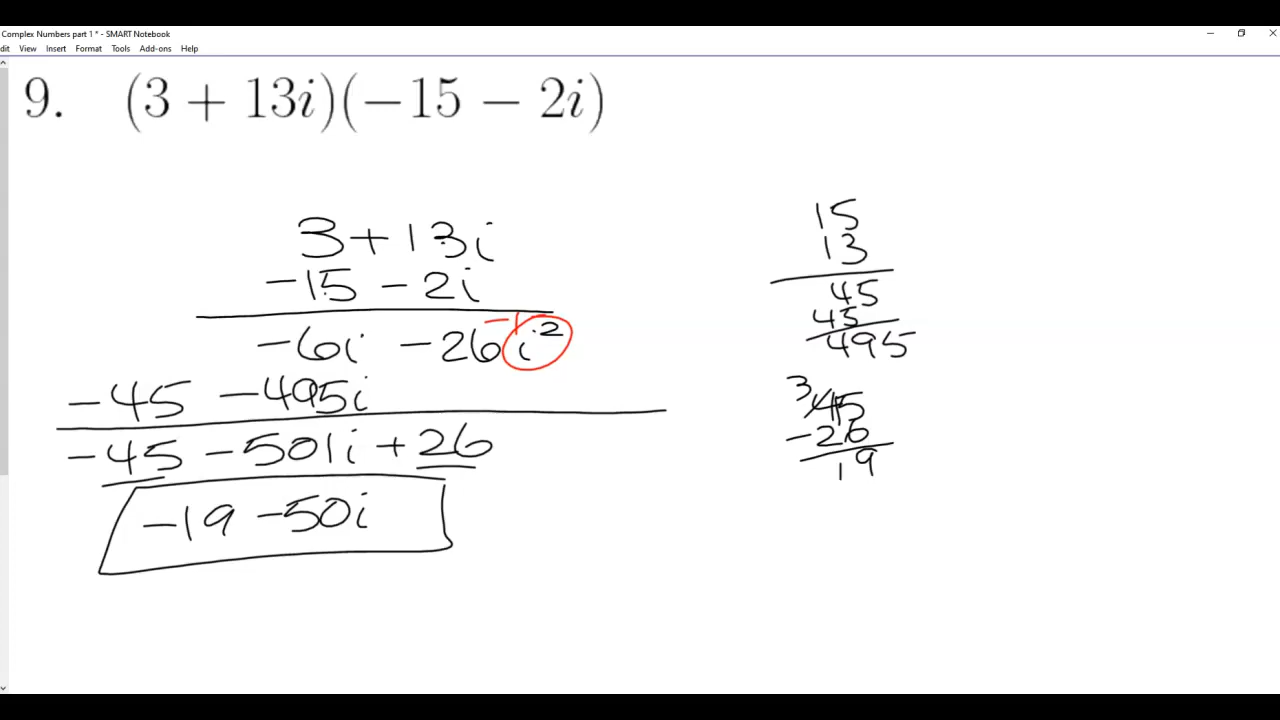 Complex Numbers part 1 * - SMART Notebook
dit View Insert Format Tools Add-ons Help
9. (3 + 13i)(−15 − 2i)
3 + 13i
−15 − 2i
−6i − 26i²
−1
−45 − 495i
−45 − 501i + 26
−19 − 50i
15
13
45
45
495
3 45
−26
19